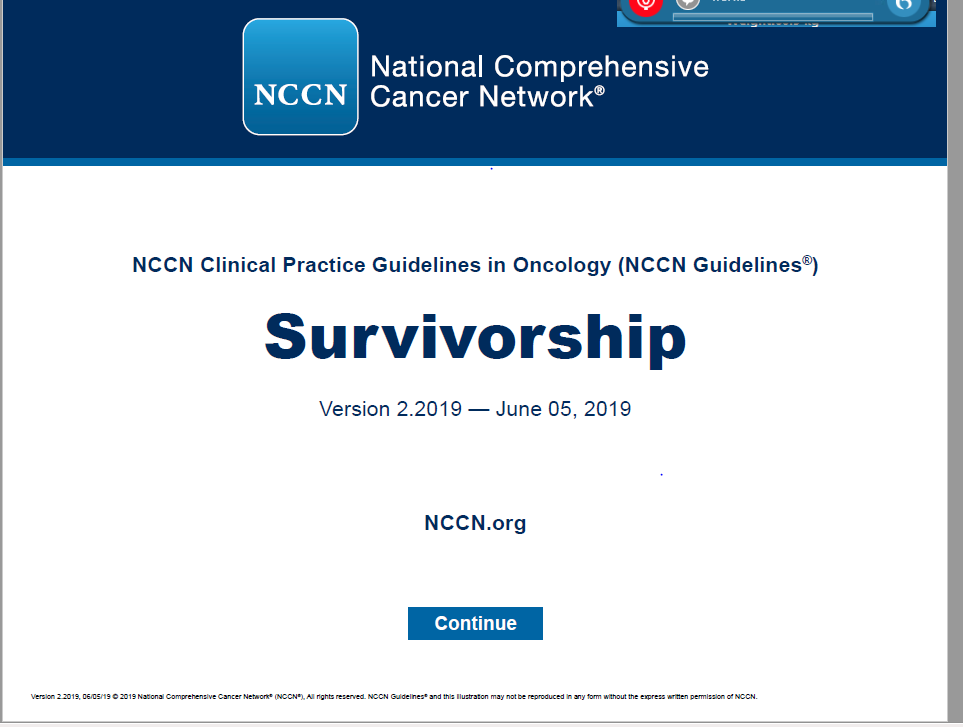 NCCN
National Comprehensive
Cancer Network®
NCCN Clinical Practice Guidelines in Oncology (NCCN Guidelines®)
Survivorship
Version 2.2019 — June 05, 2019
NCCN.org
Continue
Version 2.2019, 06/05/19 © 2019 National Comprehensive Cancer Network® (NCCN®), All rights reserved. NCCN Guidelines® and this illustration may not be reproduced in any form without the express written permission of NCCN.